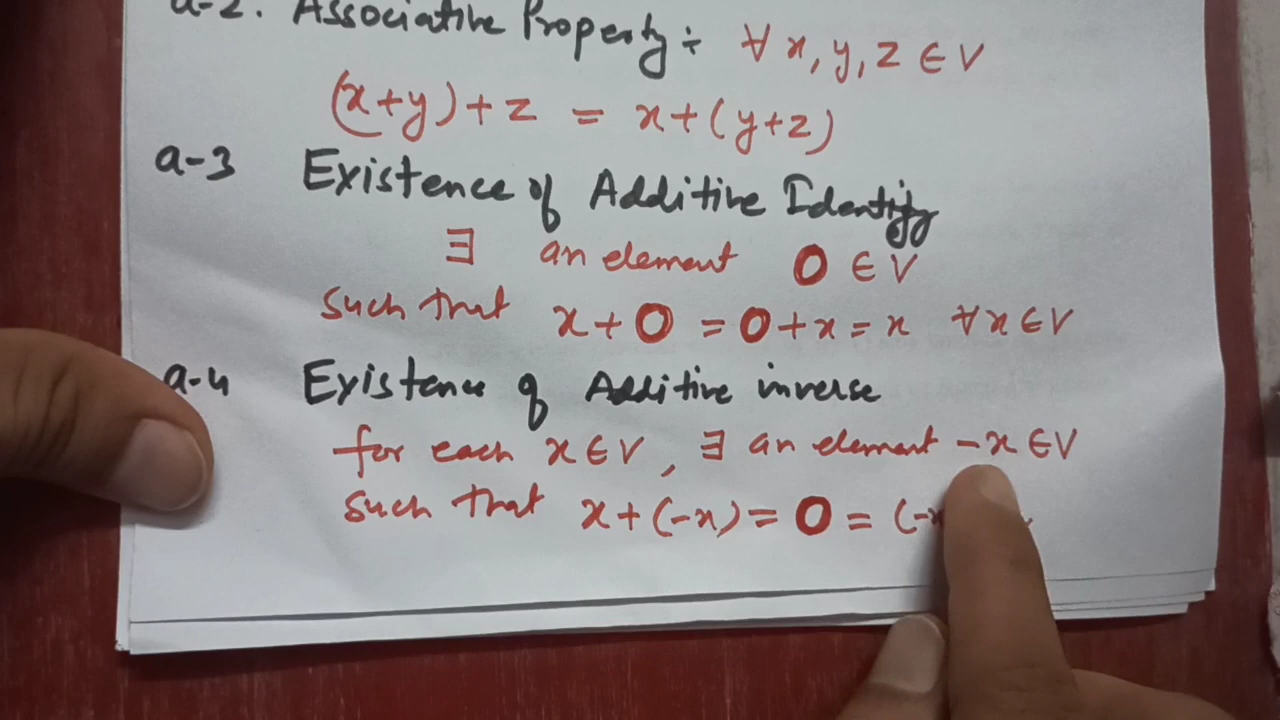 a-2. Associative Property ÷ ∀ x, y, z ∈ V
(x+y)+z = x+(y+z)
a-3 Existence of Additive Identity
∃ an element 0 ∈ V
such that x+0 = 0+x = x ∀ x ∈ V
a-4 Existence of Additive inverse
for each x ∈ V, ∃ an element -x ∈ V
such that x+(-x) = 0 = (-x